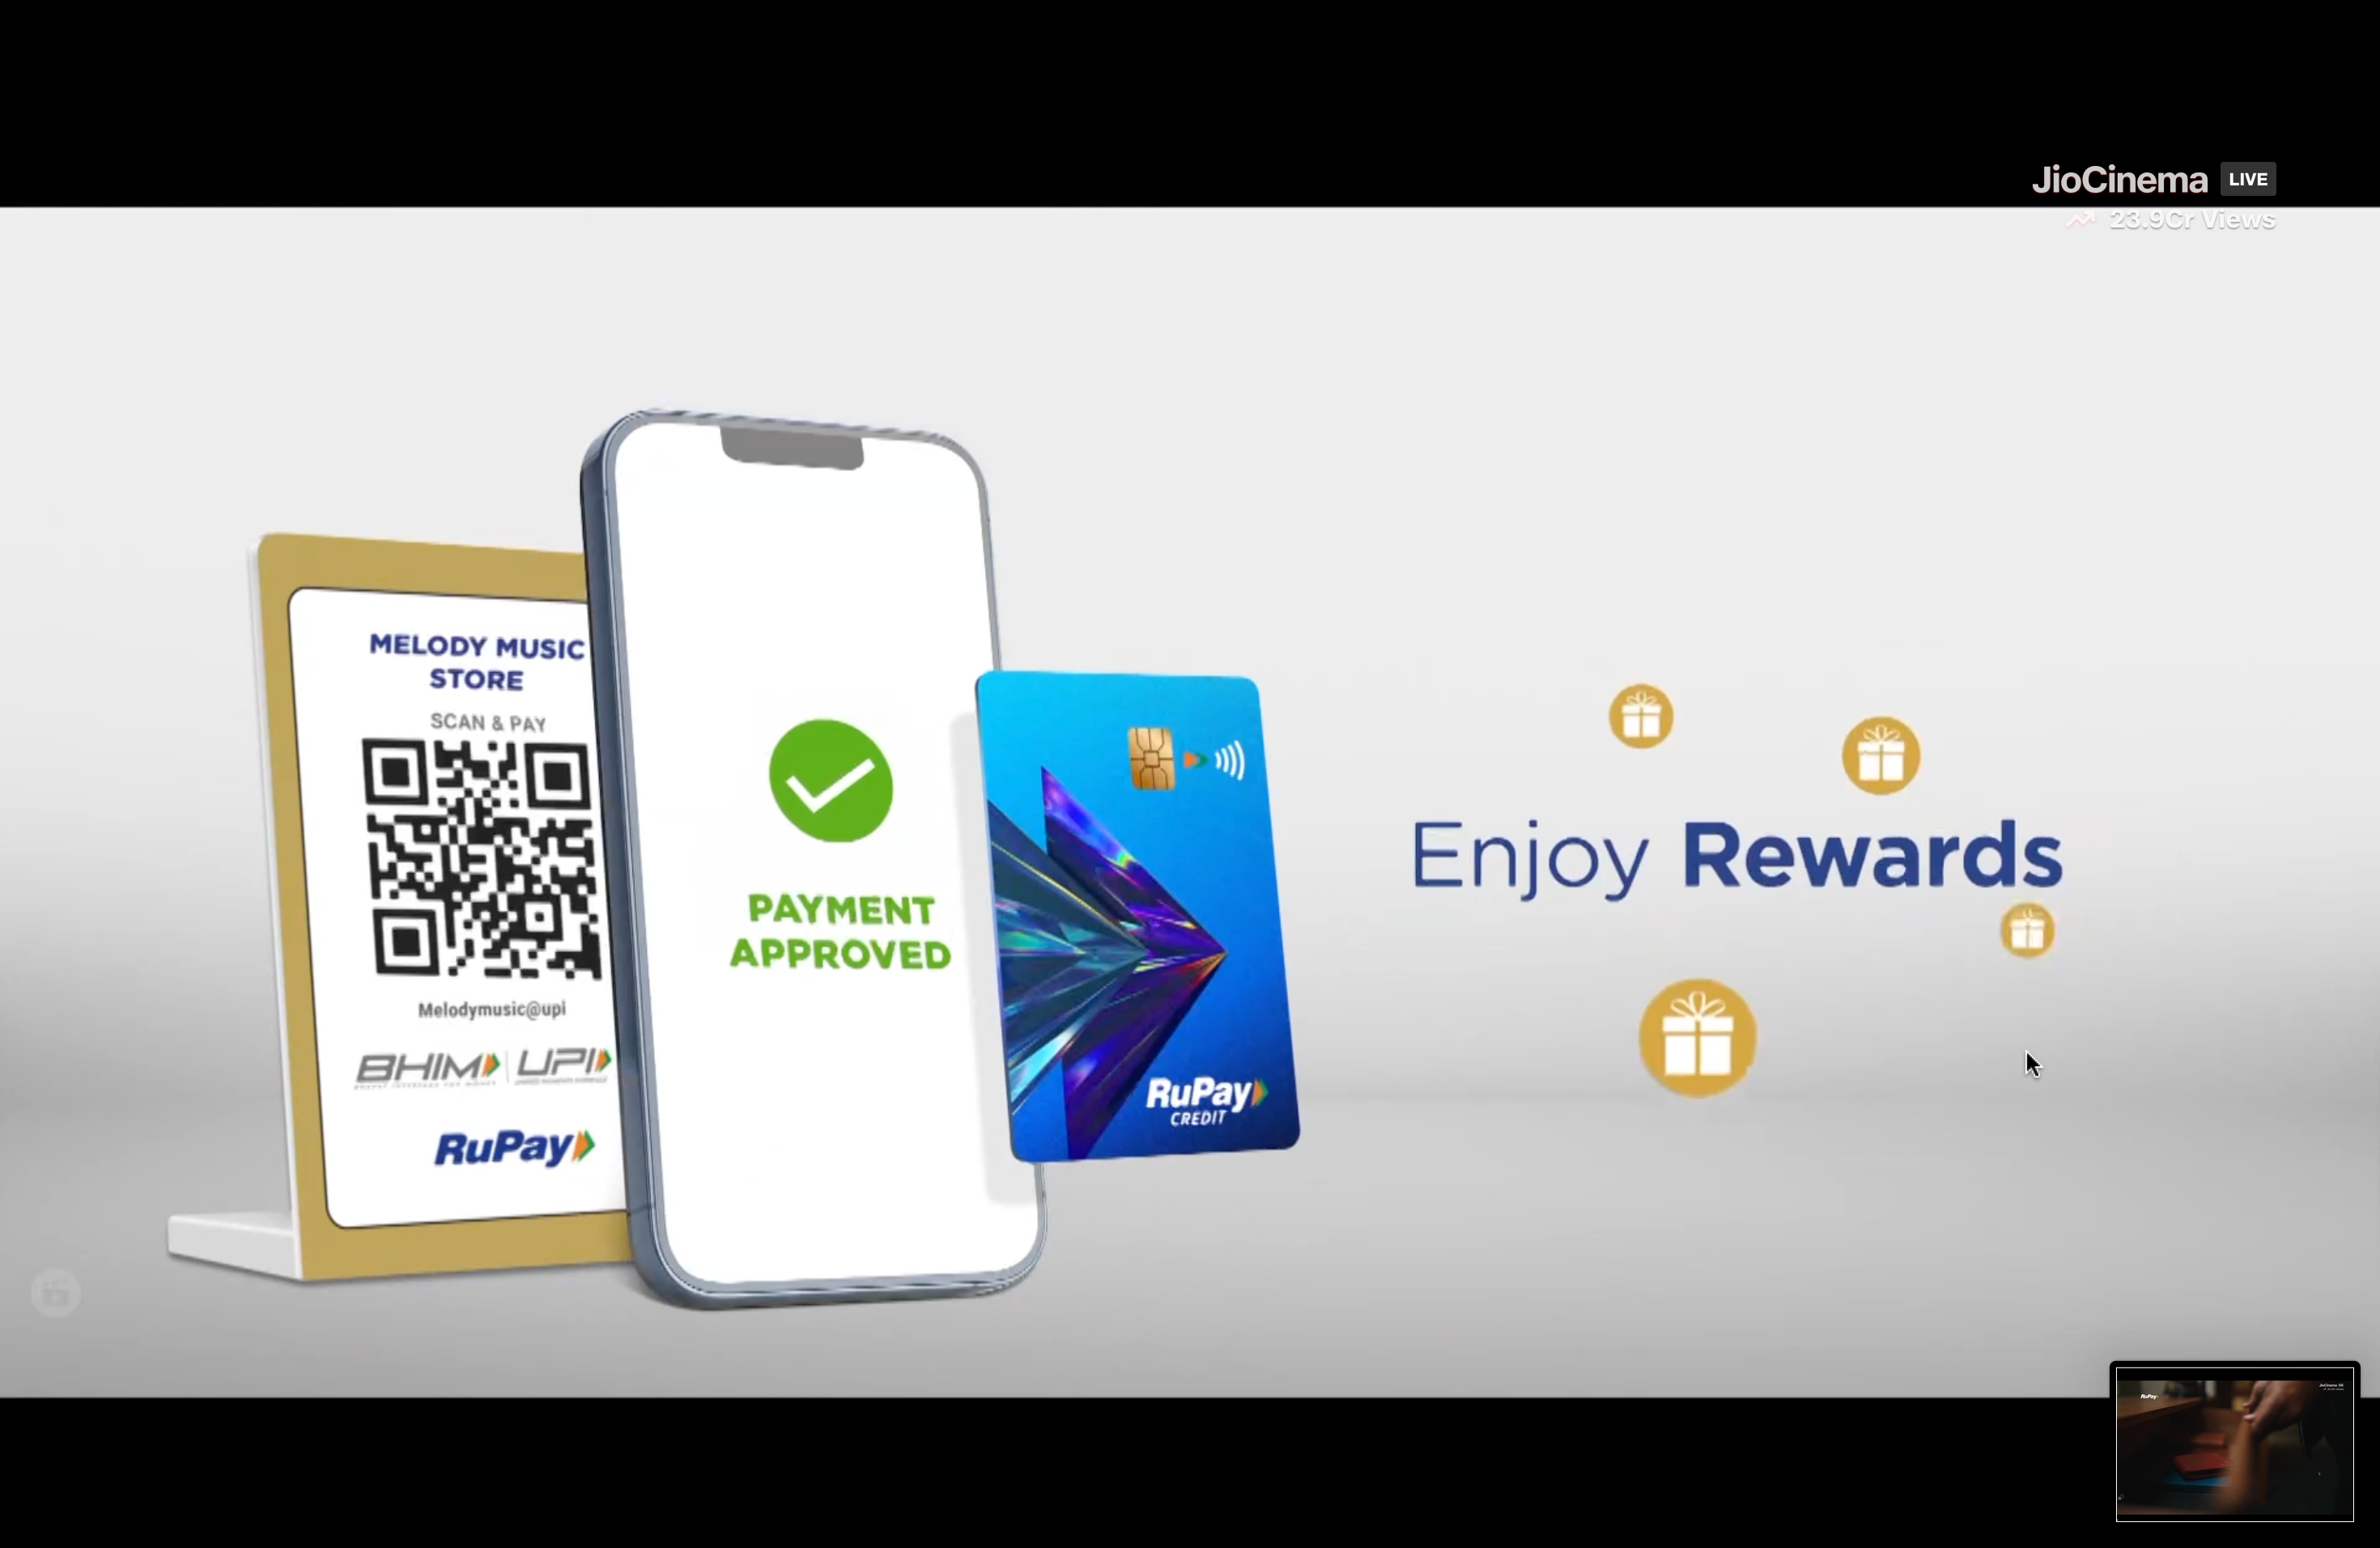 JioCinema LIVE
23.9Cr Views
MELODY MUSIC
STORE
SCAN & PAY
Melodymusic@upi
BHIM UPI
RuPay
PAYMENT
APPROVED
RuPay
CREDIT
Enjoy Rewards
RuPay